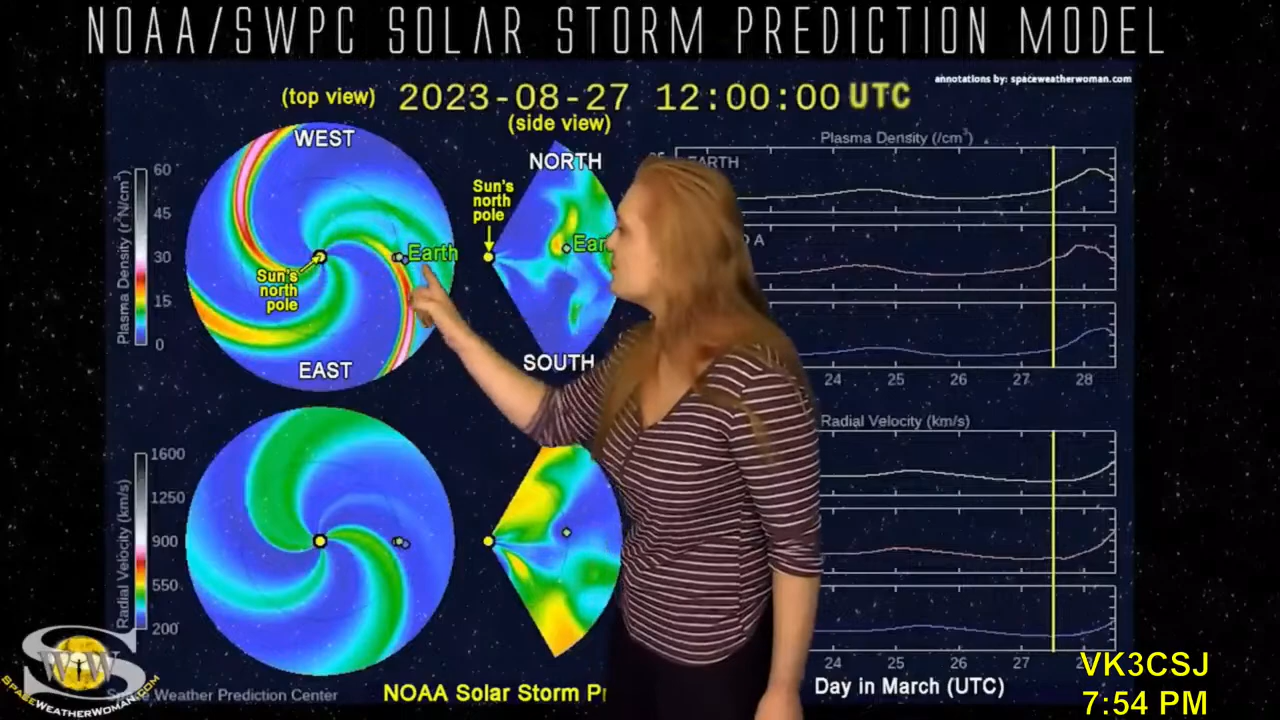 NOAA/SWPC SOLAR STORM PREDICTION MODEL
annotations by: spaceweatherwoman.com
(top view) 2023-08-27 12:00:00 UTC
(side view)
Plasma Density (/cm³)
WEST
NORTH
EARTH
Plasma Density (r²N/cm³)
60
45
30
15
0
Sun's
north
pole
Earth
Sun's
north
pole
EAST
SOUTH
A
24 25 26 27 28
Radial Velocity (km/s)
Radial Velocity (km/s)
1600
1250
900
550
200
24 25 26 27 28
Day in March (UTC)
Space Weather Prediction Center
NOAA Solar Storm
S
WW
SPACEWEATHERWOMAN.COM
VK3CSJ
7:54 PM